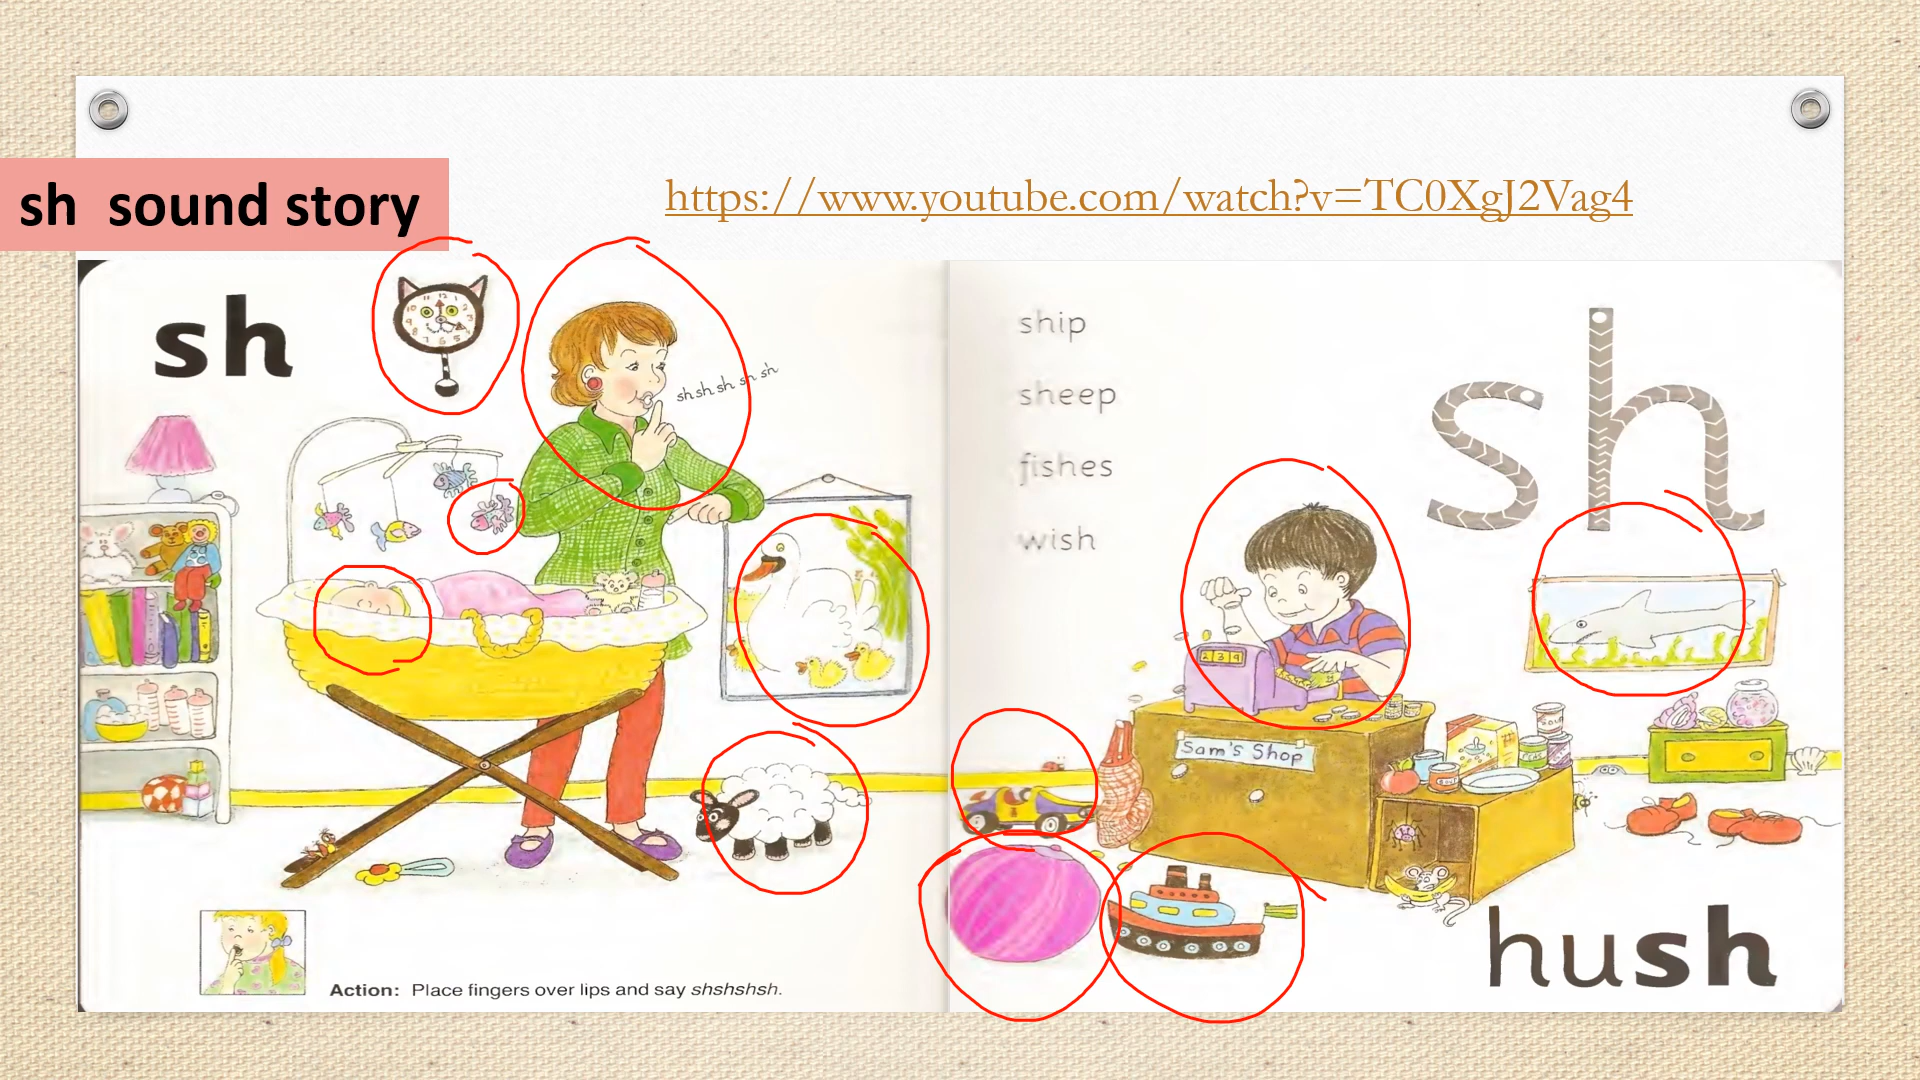 sh sound story
https://www.youtube.com/watch?v=TC0XgJ2Vag4
sh
sh sh sh sh sh
Action: Place fingers over lips and say shshshsh.
ship
sheep
fishes
wish
sh
Sam's Shop
hush